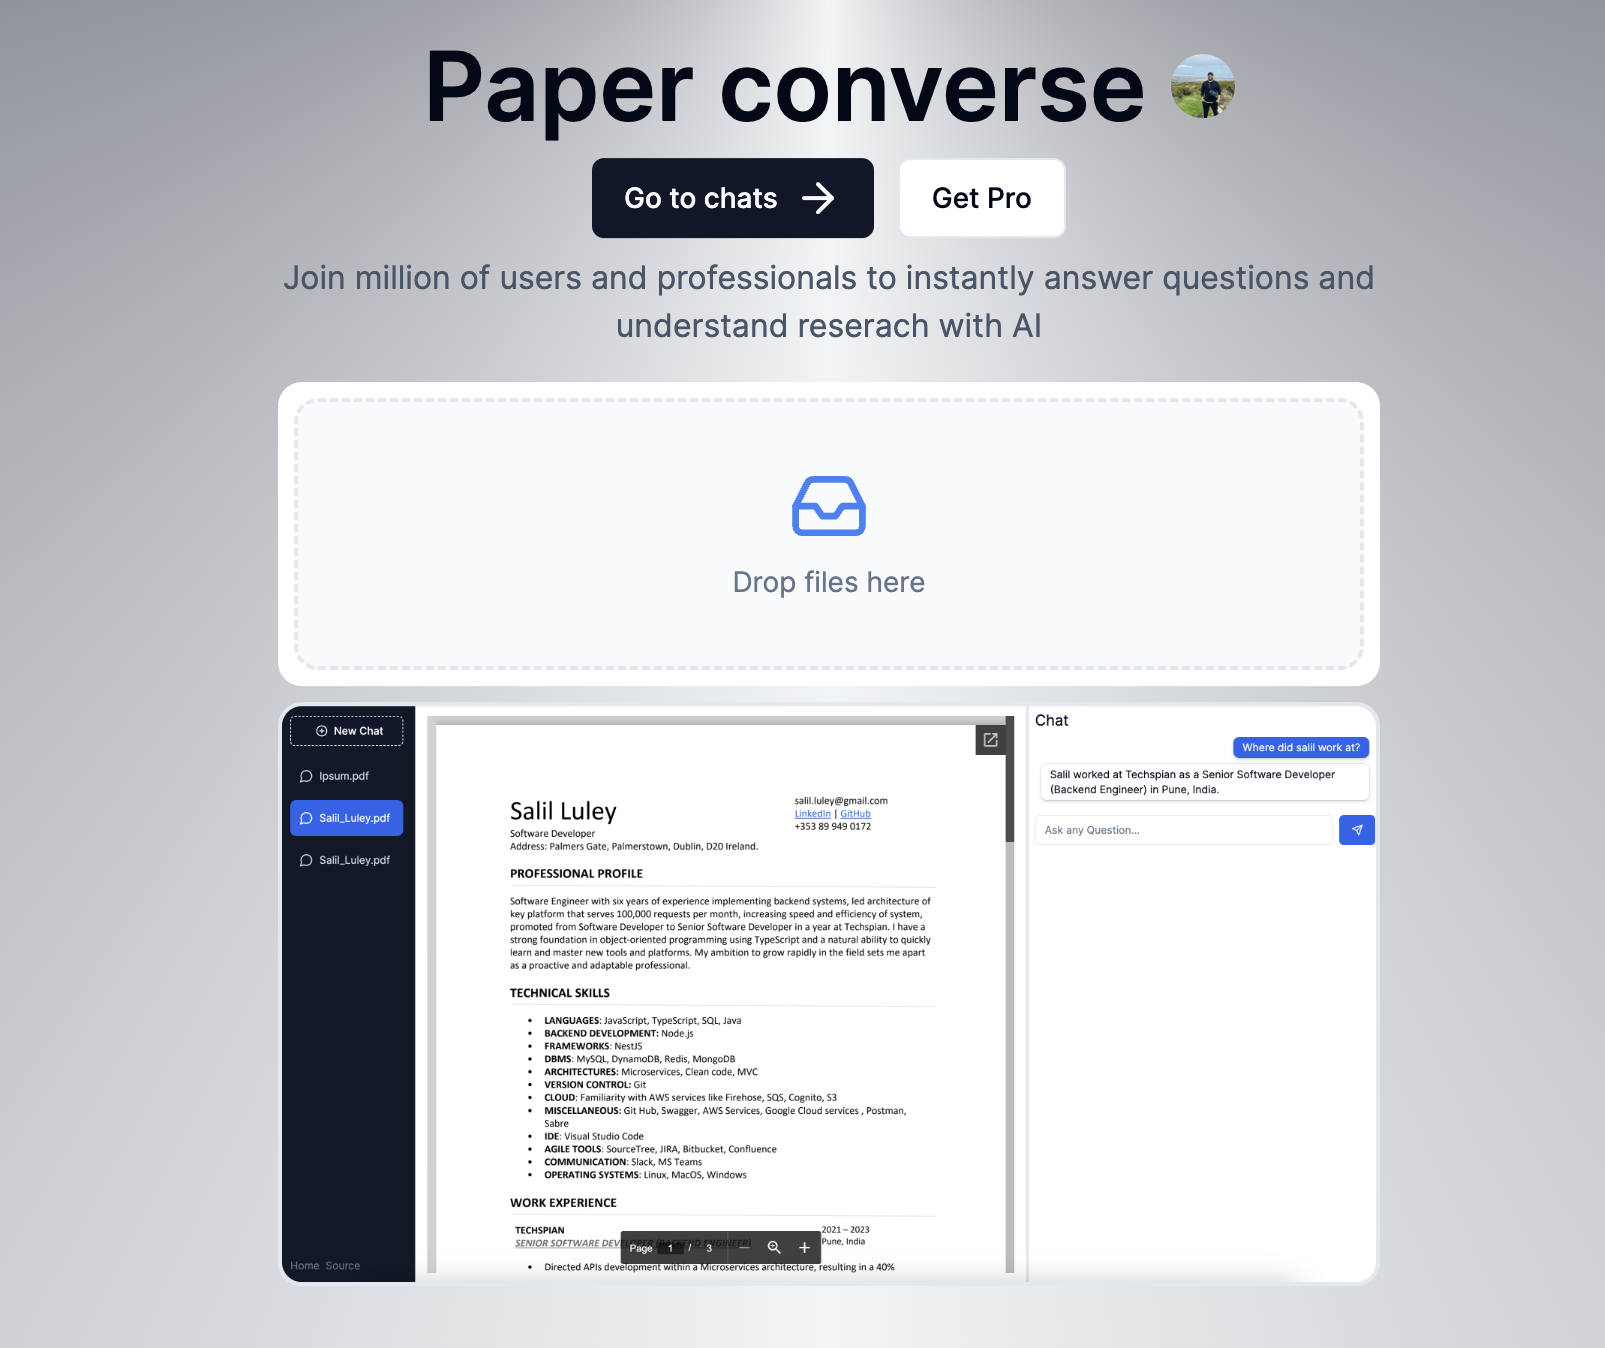 Paper converse
Go to chats
Get Pro
Join million of users and professionals to instantly answer questions and
understand reserach with AI
Drop files here
New Chat
Ipsum.pdf
Salil_Luley.pdf
Salil_Luley.pdf
Home Source
Salil Luley
Software Developer
Address: Palmers Gate, Palmerstown, Dublin, D20 Ireland.
salil.luley@gmail.com
LinkedIn | GitHub
+353 89 949 0172
PROFESSIONAL PROFILE
Software Engineer with six years of experience implementing backend systems, led architecture of
key platform that serves 100,000 requests per month, increasing speed and efficiency of system,
promoted from Software Developer to Senior Software Developer in a year at Techspian. I have a
strong foundation in object-oriented programming using TypeScript and a natural ability to quickly
learn and master new tools and platforms. My ambition to grow rapidly in the field sets me apart
as a proactive and adaptable professional.
TECHNICAL SKILLS
• LANGUAGES: JavaScript, TypeScript, SQL, Java
• BACKEND DEVELOPMENT: Node.js
• FRAMEWORKS: NestJS
• DBMS: MySQL, DynamoDB, Redis, MongoDB
• ARCHITECTURES: Microservices, Clean code, MVC
• VERSION CONTROL: Git
• CLOUD: Familiarity with AWS services like Firehose, SQS, Cognito, S3
• MISCELLANEOUS: Git Hub, Swagger, AWS Services, Google Cloud services , Postman,
Sabre
• IDE: Visual Studio Code
• AGILE TOOLS: SourceTree, JIRA, Bitbucket, Confluence
• COMMUNICATION: Slack, MS Teams
• OPERATING SYSTEMS: Linux, MacOS, Windows
WORK EXPERIENCE
TECHSPIAN
2021 – 2023
SENIOR SOFTWARE DEVELOPER (BACKEND ENGINEER)
Pune, India
Page 1 / 3
• Directed APIs development within a Microservices architecture, resulting in a 40%
Chat
Where did salil work at?
Salil worked at Techspian as a Senior Software Developer
(Backend Engineer) in Pune, India.
Ask any Question...